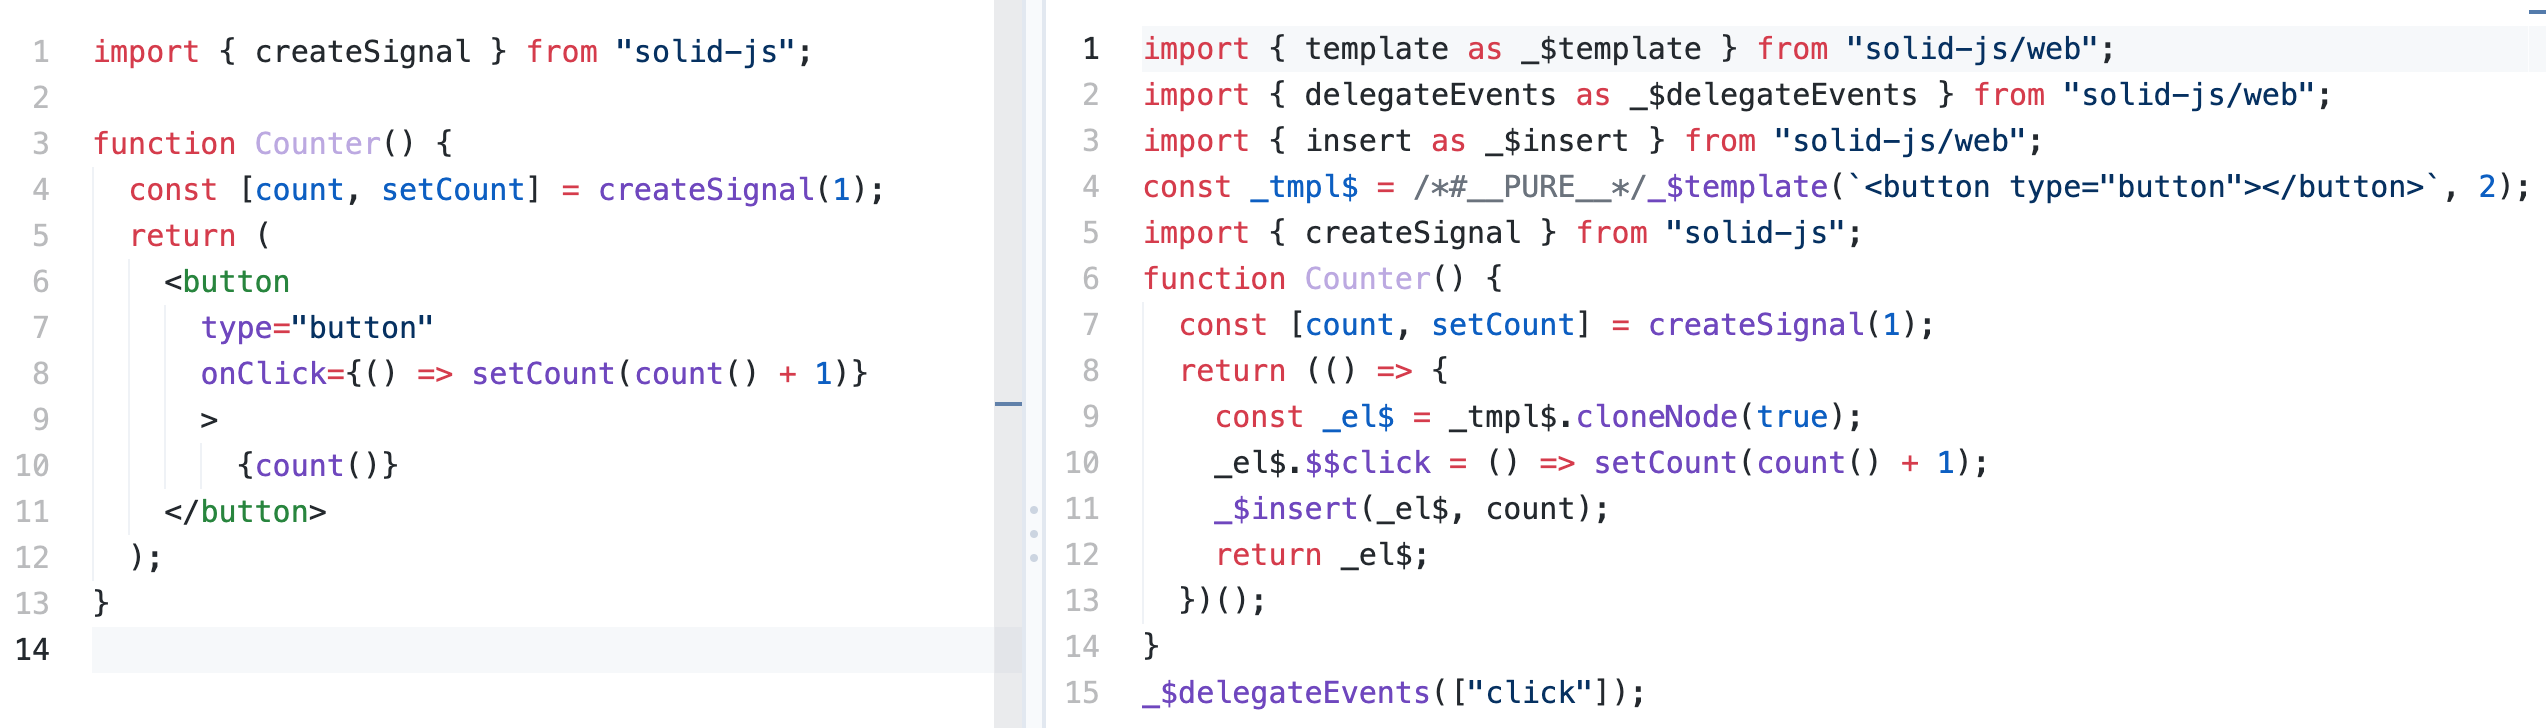 1 import { createSignal } from "solid-js";
2
3 function Counter() {
4   const [count, setCount] = createSignal(1);
5   return (
6     <button
7       type="button"
8       onClick={() => setCount(count() + 1)}
9       >
10         {count()}
11     </button>
12   );
13 }
14
1 import { template as _$template } from "solid-js/web";
2 import { delegateEvents as _$delegateEvents } from "solid-js/web";
3 import { insert as _$insert } from "solid-js/web";
4 const _tmpl$ = /*#__PURE__*/_$template(`<button type="button"></button>`, 2);
5 import { createSignal } from "solid-js";
6 function Counter() {
7   const [count, setCount] = createSignal(1);
8   return (() => {
9     const _el$ = _tmpl$.cloneNode(true);
10     _el$.$$click = () => setCount(count() + 1);
11     _$insert(_el$, count);
12     return _el$;
13   })();
14 }
15 _$delegateEvents(["click"]);